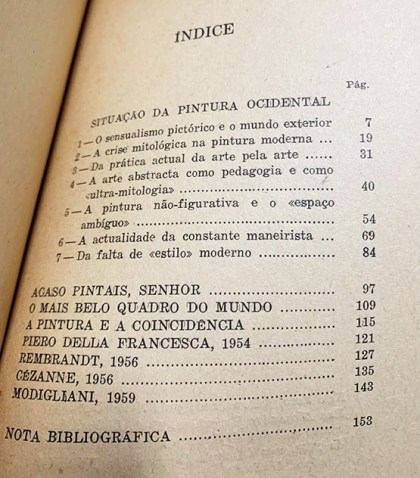 ÍNDICE
Pág.
SITUAÇÃO DA PINTURA OCIDENTAL
1 — O sensualismo pictórico e o mundo exterior 7
2 — A crise mitológica na pintura moderna ... 19
3 — Da prática actual da arte pela arte ...... 31
4 — A arte abstracta como pedagogia e como
«ultra-mitologia» ........................ 40
5 — A pintura não-figurativa e o «espaço
ambíguo» ........................ 54
6 — A actualidade da constante maneirista ... 69
7 — Da falta de «estilo» moderno ............ 84
ACASO PINTAIS, SENHOR ............ 97
O MAIS BELO QUADRO DO MUNDO ............ 109
A PINTURA E A COINCIDÊNCIA ............ 115
PIERO DELLA FRANCESCA, 1954 ............ 121
REMBRANDT, 1956 ........................ 127
CÉZANNE, 1956 ........................ 135
MODIGLIANI, 1959 ........................ 143
NOTA BIBLIOGRÁFICA ........................ 153